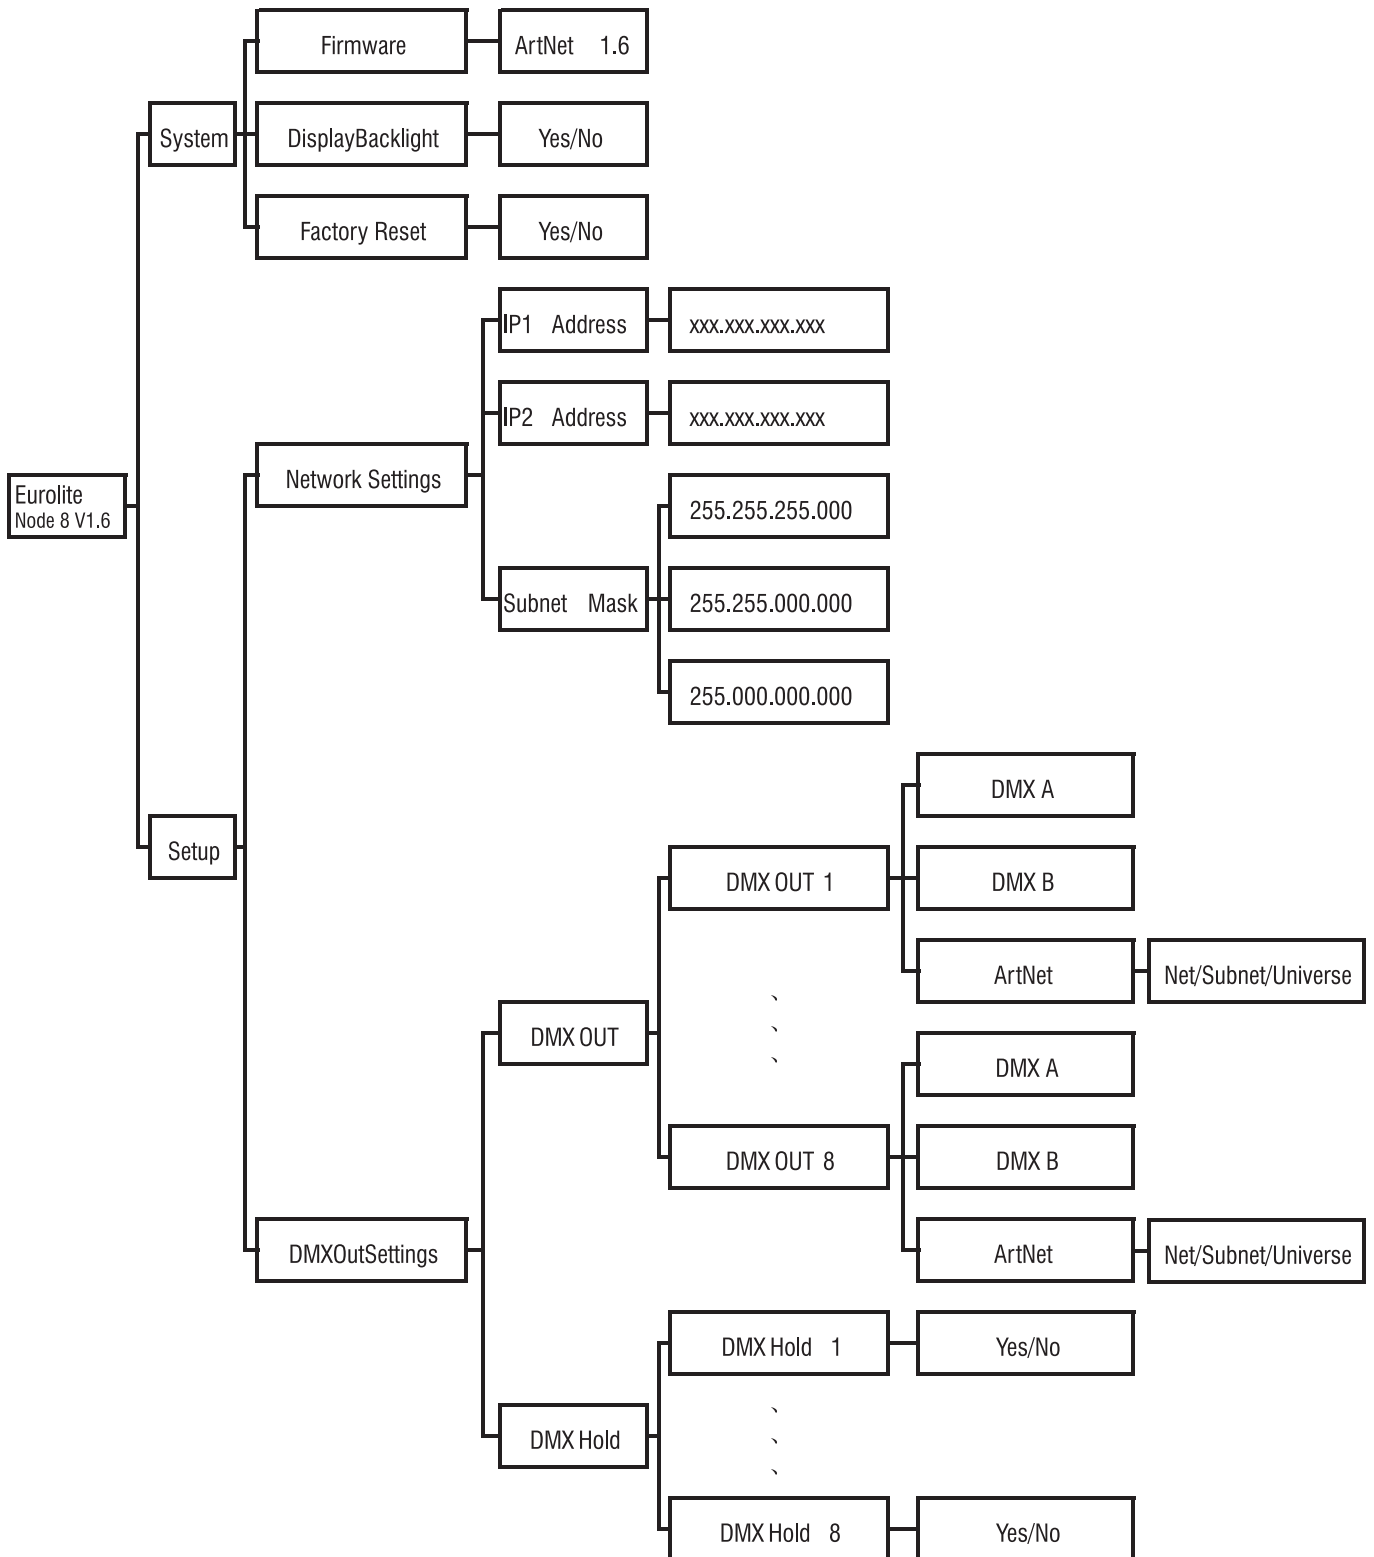 Firmware
ArtNet 1.6
System
DisplayBacklight
Yes/No
Factory Reset
Yes/No
IP1 Address
xxx.xxx.xxx.xxx
IP2 Address
xxx.xxx.xxx.xxx
Eurolite
Node 8 V1.6
Network Settings
255.255.255.000
Subnet Mask
255.255.000.000
255.000.000.000
Setup
DMX A
DMX OUT 1
DMX B
ArtNet
Net/Subnet/Universe
、
、
、
DMX OUT
DMX A
DMX OUT 8
DMX B
DMXOutSettings
ArtNet
Net/Subnet/Universe
DMX Hold 1
Yes/No
、
、
、
DMX Hold
DMX Hold 8
Yes/No